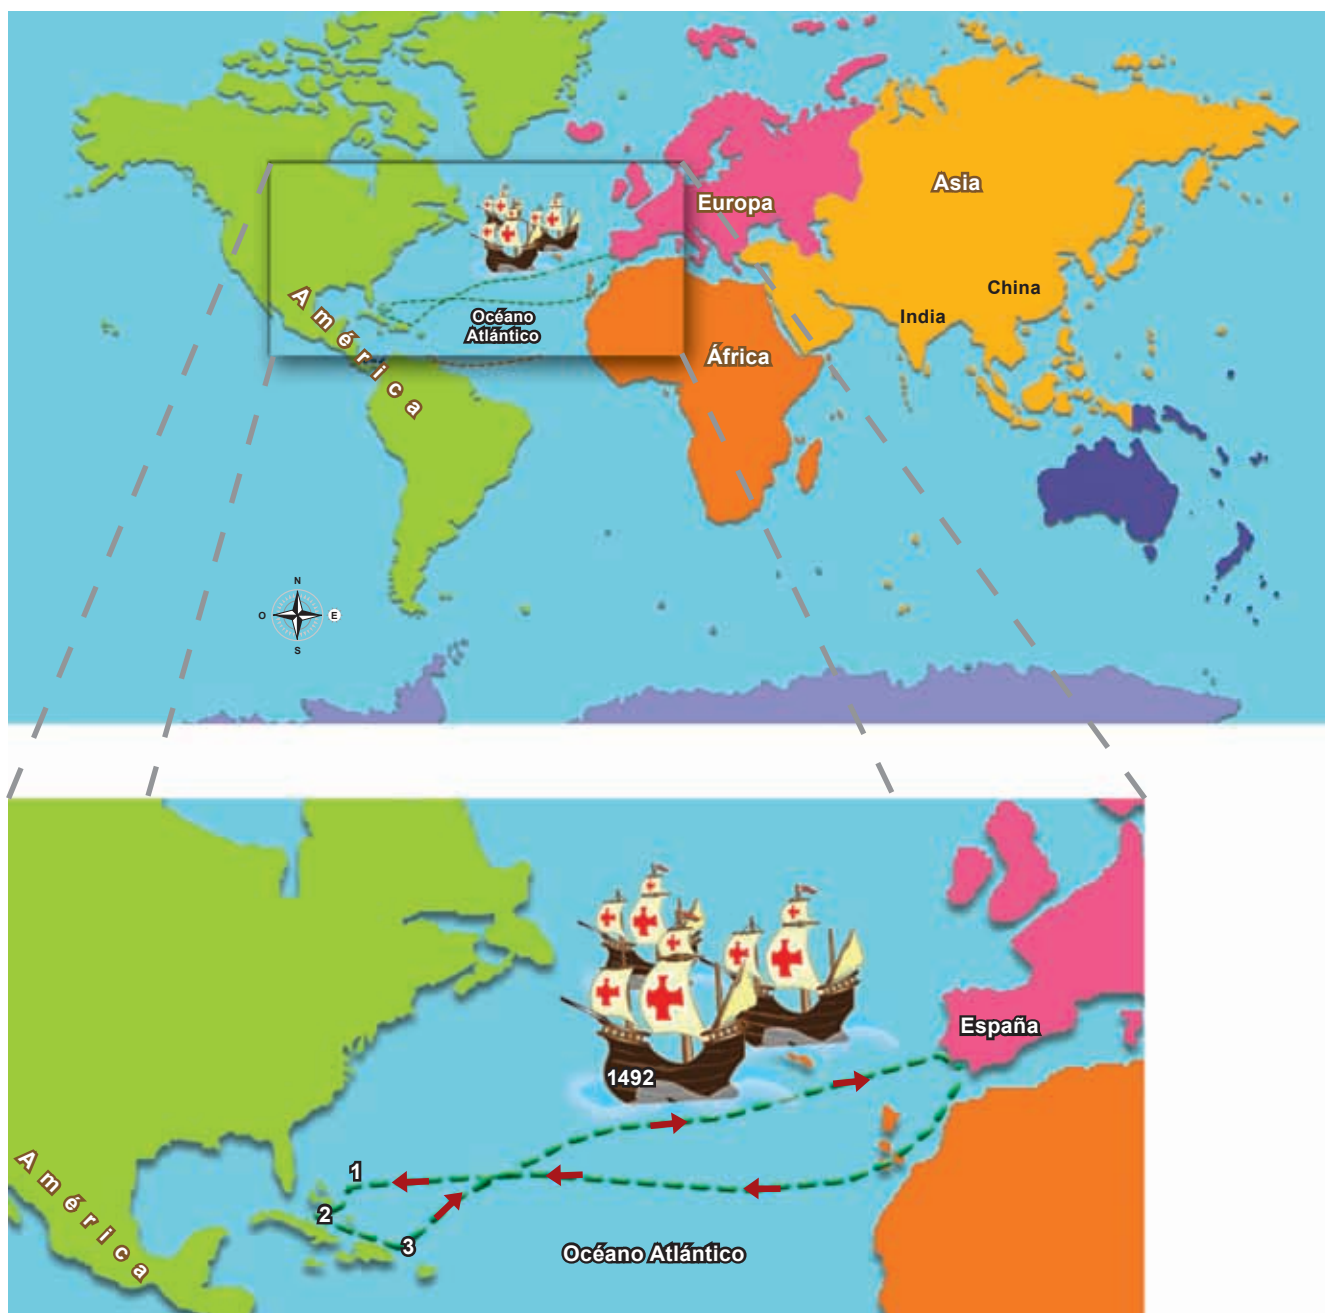 Asia
Europa
China
India
América
Océano
Atlántico
África
N
O
E
S
España
1492
1
2
3
América
Océano Atlántico